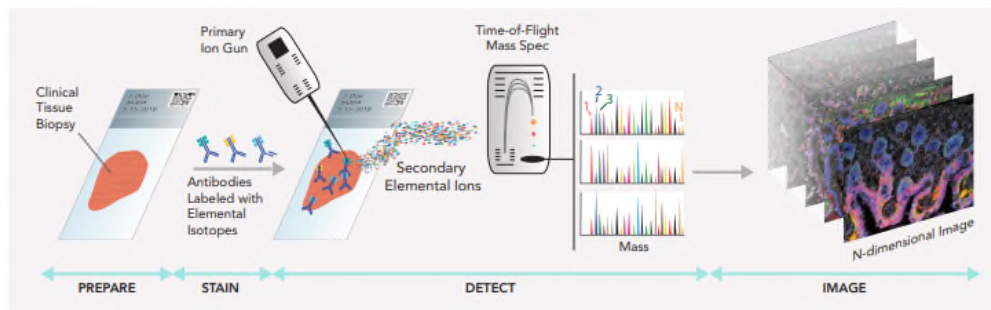 Clinical
Tissue
Biopsy
Antibodies
Labeled with
Elemental
Isotopes
Primary
Ion Gun
Secondary
Elemental Ions
Time-of-Flight
Mass Spec
1
2
3
N
Mass
N-dimensional Image
PREPARE
STAIN
DETECT
IMAGE